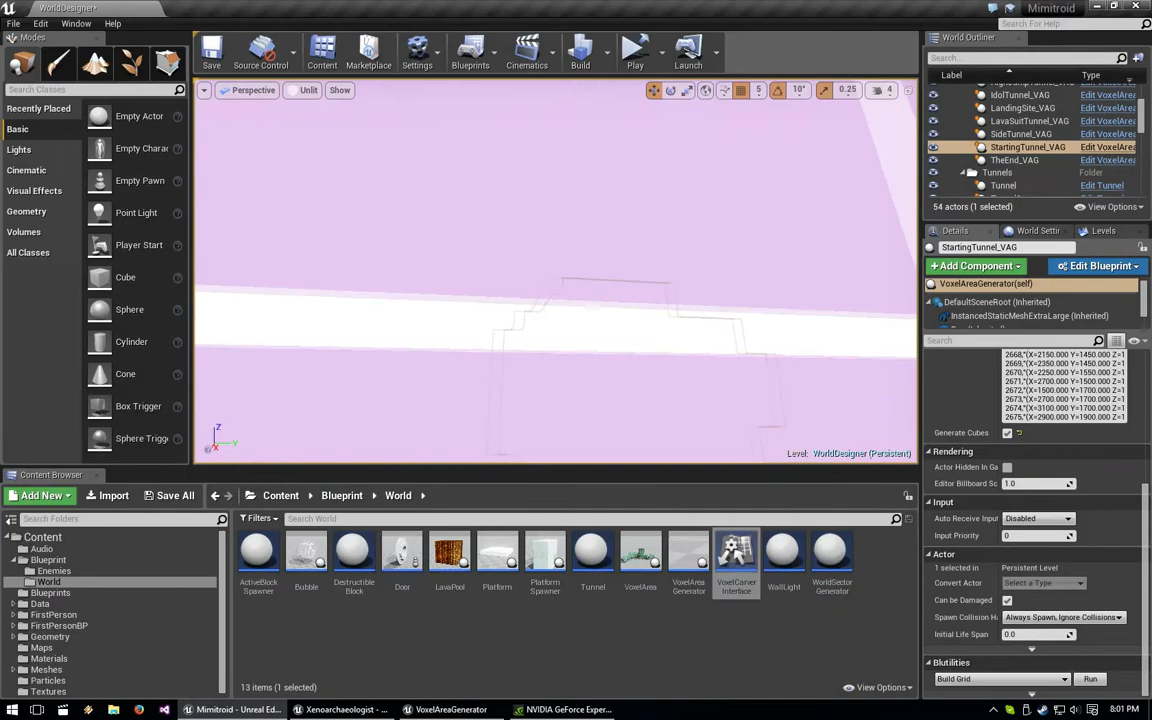 WorldDesigner*
Mimitroid
File Edit Window Help
Search For Help
Modes
Search Classes
Recently Placed
Basic
Lights
Cinematic
Visual Effects
Geometry
Volumes
All Classes
Empty Actor
Empty Charac
Empty Pawn
Point Light
Player Start
Cube
Sphere
Cylinder
Cone
Box Trigger
Sphere Trigg
Save
Source Control
Content
Marketplace
Settings
Blueprints
Cinematics
Build
Play
Launch
Perspective
Unlit
Show
5
10°
0.25
4
Z
Y
X
Level: WorldDesigner (Persistent)
World Outliner
Search...
Label Type
IdolTunnel_VAG Edit VoxelArea
LandingSite_VAG Edit VoxelArea
LavaSuitTunnel_VAG Edit VoxelArea
SideTunnel_VAG Edit VoxelArea
StartingTunnel_VAG Edit VoxelArea
TheEnd_VAG Edit VoxelArea
Tunnels Folder
Tunnel Edit Tunnel
54 actors (1 selected)
View Options
Details
World Setti
Levels
StartingTunnel_VAG
+Add Component
Edit Blueprint
VoxelAreaGenerator(self)
DefaultSceneRoot (Inherited)
InstancedStaticMeshExtraLarge (Inherited)
Search
2668,"(X=2150.000 Y=1450.000 Z=1
2669,"(X=2350.000 Y=1450.000 Z=1
2670,"(X=2250.000 Y=1550.000 Z=1
2671,"(X=2700.000 Y=1500.000 Z=1
2672,"(X=1500.000 Y=1700.000 Z=1
2673,"(X=2700.000 Y=1700.000 Z=1
2674,"(X=3100.000 Y=1700.000 Z=1
2675,"(X=2900.000 Y=1900.000 Z=1
Generate Cubes
Rendering
Actor Hidden In Ga
Editor Billboard Sc 1.0
Input
Auto Receive Input Disabled
Input Priority 0
Actor
1 selected in Persistent Level
Convert Actor Select a Type
Can be Damaged
Spawn Collision H Always Spawn, Ignore Collisions
Initial Life Span 0.0
Blutilities
Build Grid
Run
Content Browser
Add New
Import
Save All
Content
Blueprint
World
Search Folders
Filters
Search World
Content
Audio
Blueprint
Enemies
World
Blueprints
Data
FirstPerson
FirstPersonBP
Geometry
Maps
Materials
Meshes
Particles
Textures
ActiveBlock
Spawner
Bubble
Destructible
Block
Door
LavaPool
Platform
Platform
Spawner
Tunnel
VoxelArea
VoxelArea
Generator
VoxelCarver
Interface
WallLight
WorldSector
Generator
13 items (1 selected)
View Options
Mimitroid - Unreal Ed...
Xenoarchaeologist - ...
VoxelAreaGenerator
NVIDIA GeForce Exper...
8:01 PM